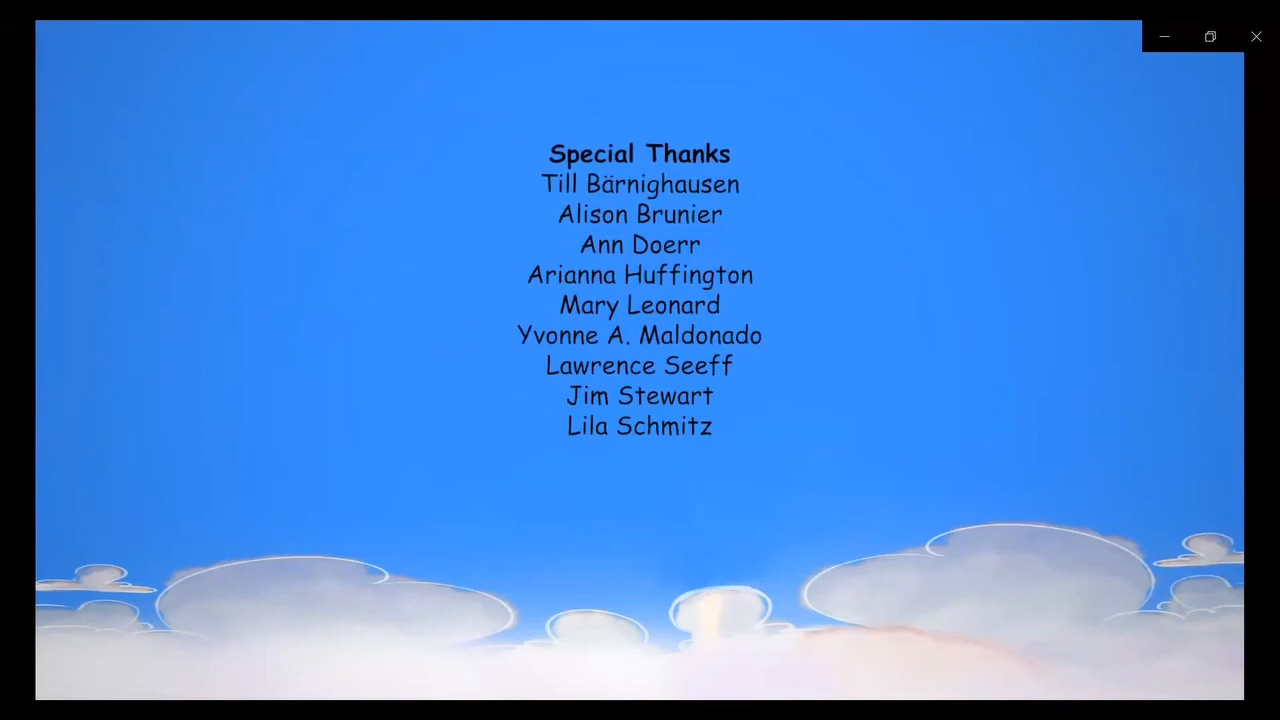 Special Thanks
Till Bärnighausen
Alison Brunier
Ann Doerr
Arianna Huffington
Mary Leonard
Yvonne A. Maldonado
Lawrence Seeff
Jim Stewart
Lila Schmitz